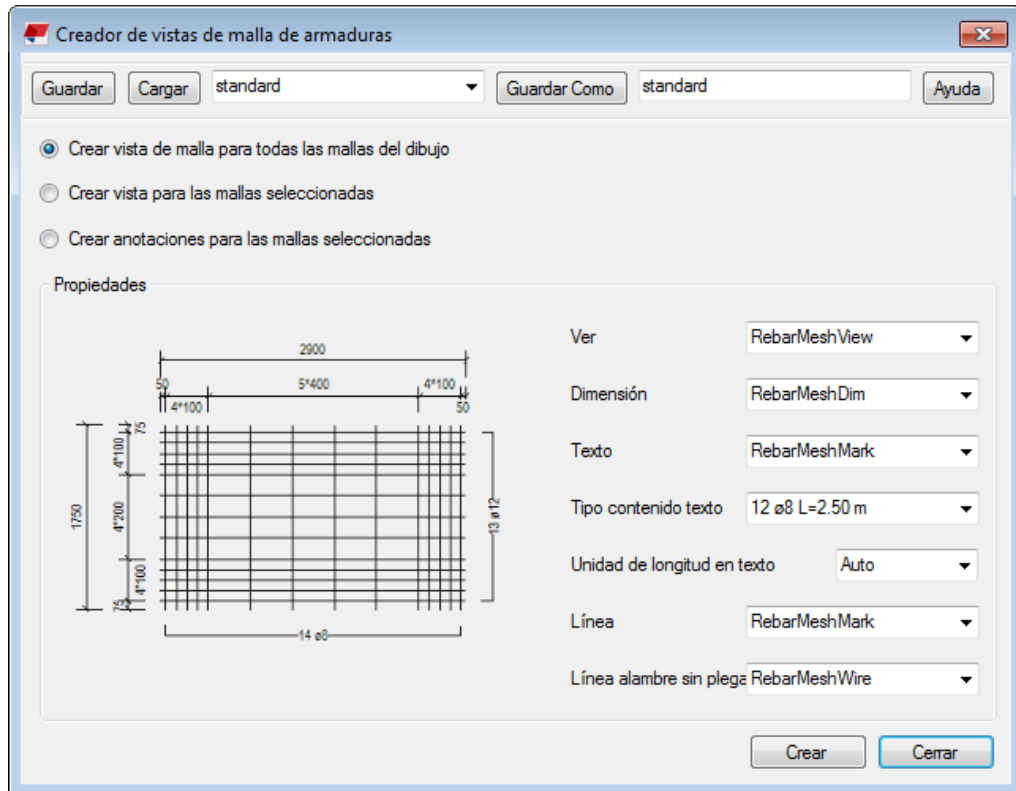 Creador de vistas de malla de armaduras
Guardar Cargar standard Guardar Como standard Ayuda
Crear vista de malla para todas las mallas del dibujo
Crear vista para las mallas seleccionadas
Crear anotaciones para las mallas seleccionadas
Propiedades
2900
50 5*400 4*100
4*100 50
75
4*100
1750
4*200
4*100
75
13 ø12
14 ø8
Ver RebarMeshView
Dimensión RebarMeshDim
Texto RebarMeshMark
Tipo contenido texto 12 ø8 L=2.50 m
Unidad de longitud en texto Auto
Línea RebarMeshMark
Línea alambre sin plega RebarMeshWire
Crear Cerrar